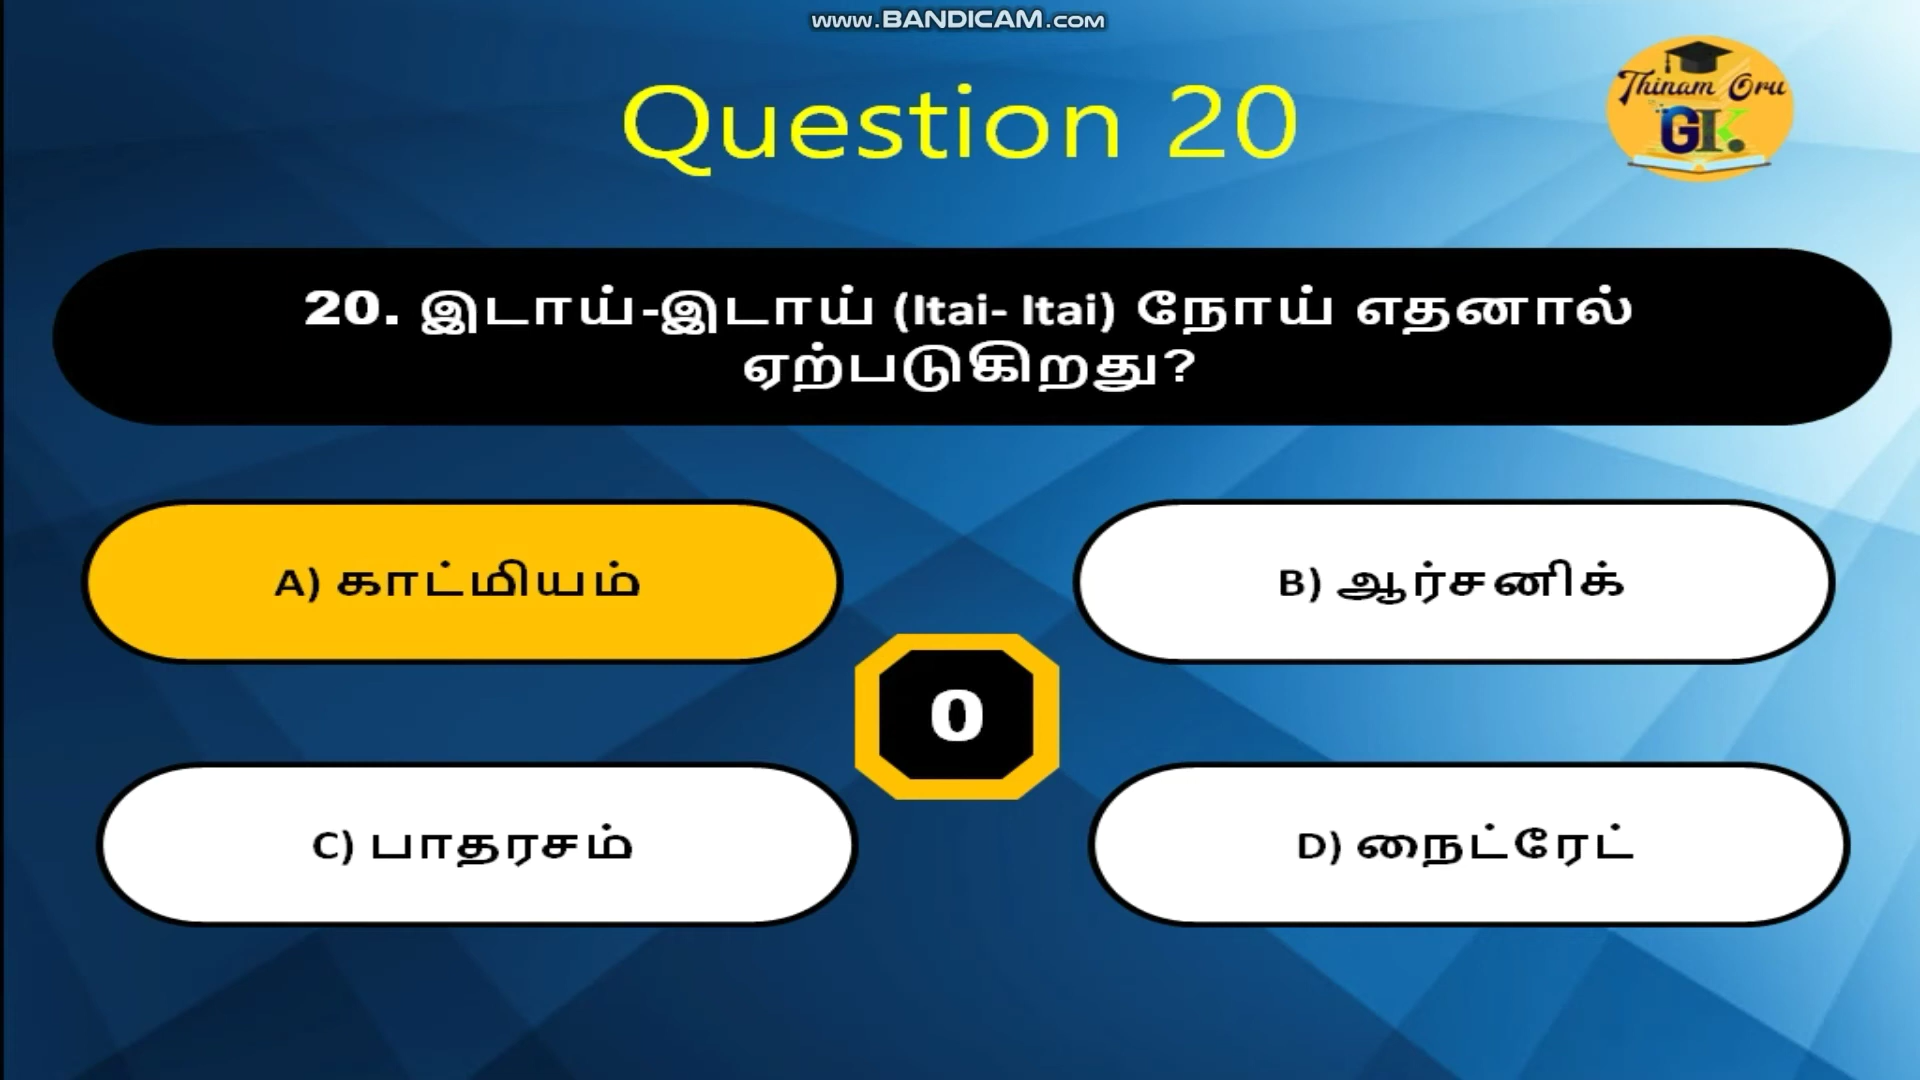 www.BANDICAM.com
Thinam Oru
GK.
Question 20
20. இடாய்-இடாய் (Itai- Itai) நோய் எதனால்
ஏற்படுகிறது?
A) காட்மியம்
B) ஆர்சனிக்
0
C) பாதரசம்
D) நைட்ரேட்